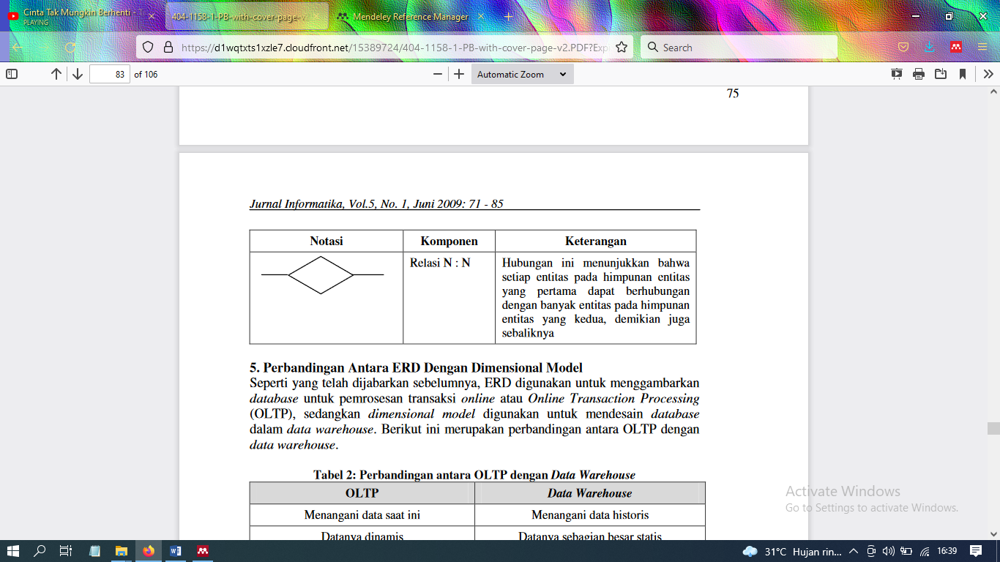 Cinta Tak Mungkin Berhenti - T
PLAYING
404-1158-1-PB-with-cover-page-v
Mendeley Reference Manager
https://d1wqtxts1xzle7.cloudfront.net/15389724/404-1158-1-PB-with-cover-page-v2.PDF?Exp
Search
83 of 106
Automatic Zoom
75
Jurnal Informatika, Vol.5, No. 1, Juni 2009: 71 - 85
Notasi Komponen Keterangan
Relasi N : N
Hubungan ini menunjukkan bahwa
setiap entitas pada himpunan entitas
yang pertama dapat berhubungan
dengan banyak entitas pada himpunan
entitas yang kedua, demikian juga
sebaliknya
5. Perbandingan Antara ERD Dengan Dimensional Model
Seperti yang telah dijabarkan sebelumnya, ERD digunakan untuk menggambarkan
database untuk pemrosesan transaksi online atau Online Transaction Processing
(OLTP), sedangkan dimensional model digunakan untuk mendesain database
dalam data warehouse. Berikut ini merupakan perbandingan antara OLTP dengan
data warehouse.
Tabel 2: Perbandingan antara OLTP dengan Data Warehouse
OLTP Data Warehouse
Menangani data saat ini Menangani data historis
Datanya dinamis Datanya sebagian besar statis
Activate Windows
Go to Settings to activate Windows.
31°C Hujan rin... 16:39